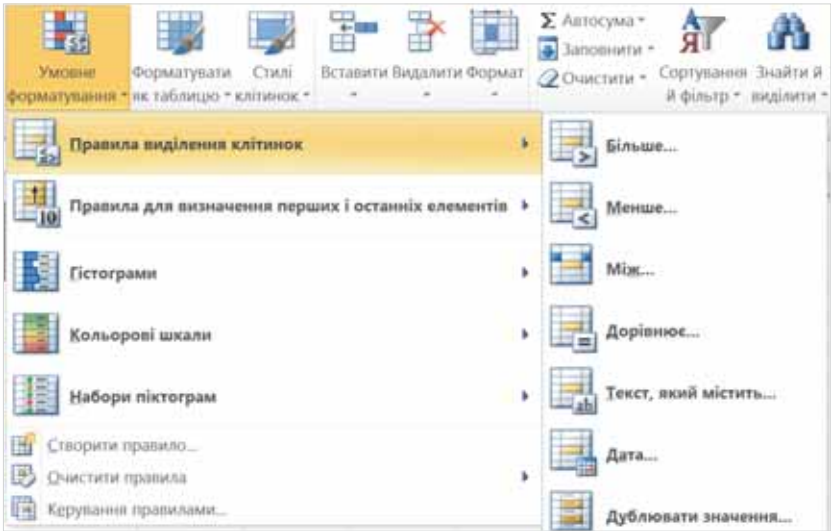 Умовне форматування
Форматувати як таблицю
Стилі клітинок
Вставити
Видалити
Формат
Σ Автосума
Заповнити
Очистити
Сортування й фільтр
Знайти й виділити
Правила виділення клітинок
Правила для визначення перших і останніх елементів
Гістограми
Кольорові шкали
Набори піктограм
Створити правило...
Очистити правила
Керування правилами...
Більше...
Менше...
Між...
Дорівнює...
Текст, який містить...
Дата...
Дублювати значення...